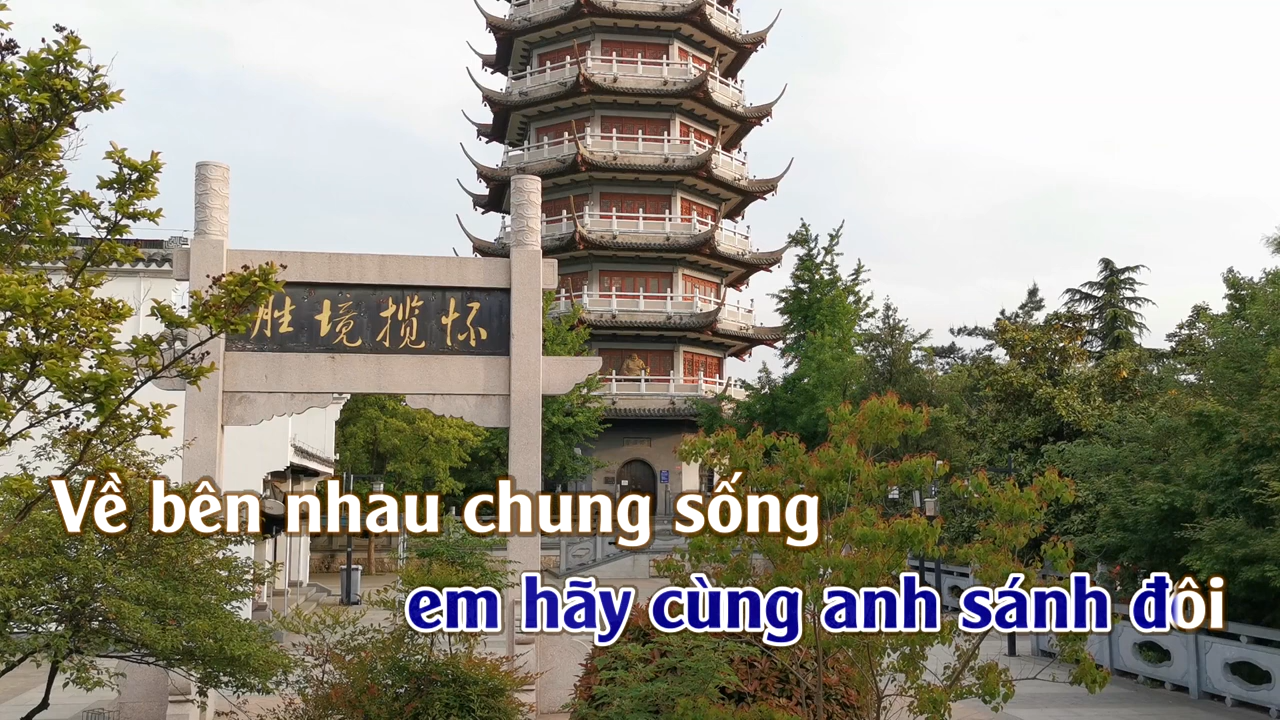 胜境揽怀
Về bên nhau chung sống
em hãy cùng anh sánh đôi